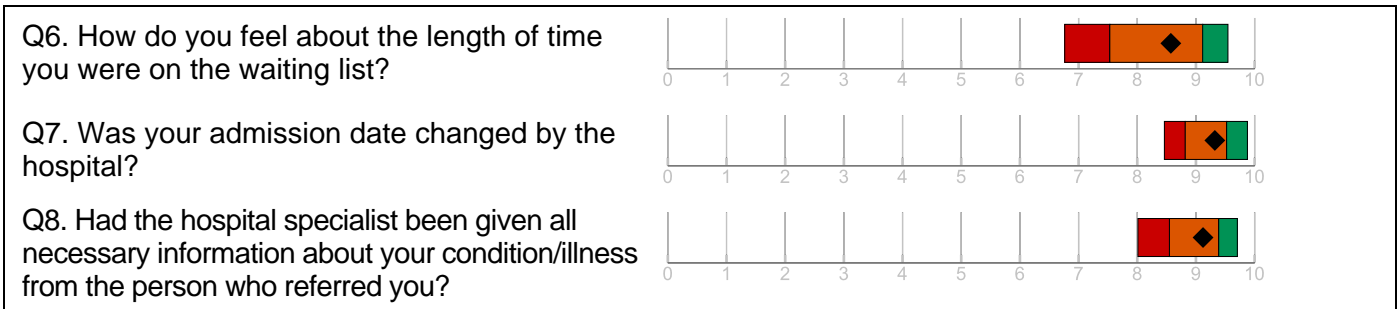 Q6. How do you feel about the length of time
you were on the waiting list?
0 1 2 3 4 5 6 7 8 9 10
Q7. Was your admission date changed by the
hospital?
0 1 2 3 4 5 6 7 8 9 10
Q8. Had the hospital specialist been given all
necessary information about your condition/illness
from the person who referred you?
0 1 2 3 4 5 6 7 8 9 10